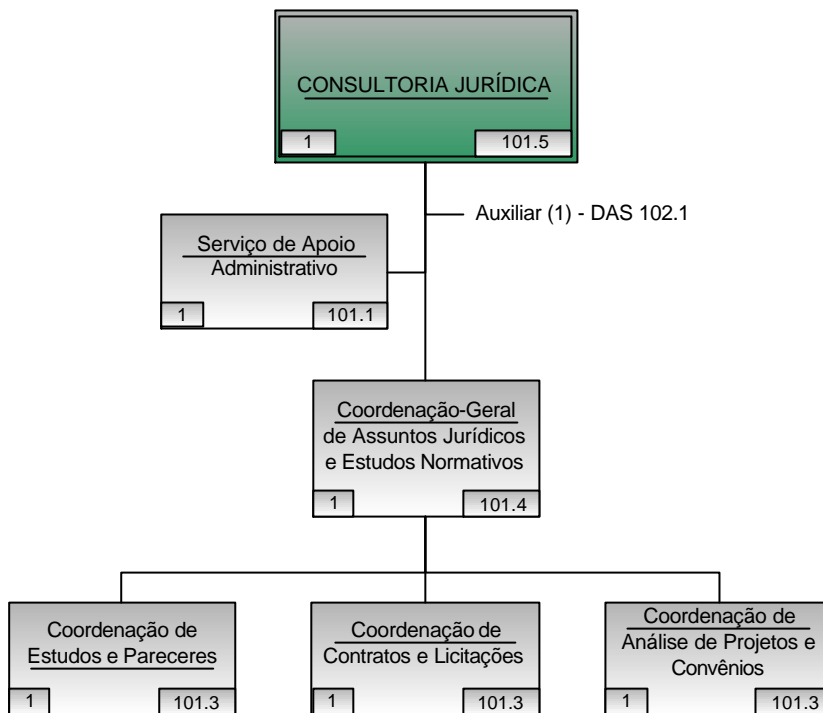 CONSULTORIA JURÍDICA
1 101.5
Auxiliar (1) - DAS 102.1
Serviço de Apoio
Administrativo
1 101.1
Coordenação-Geral
de Assuntos Jurídicos
e Estudos Normativos
1 101.4
Coordenação de
Estudos e Pareceres
1 101.3
Coordenação de
Contratos e Licitações
1 101.3
Coordenação de
Análise de Projetos e
Convênios
1 101.3